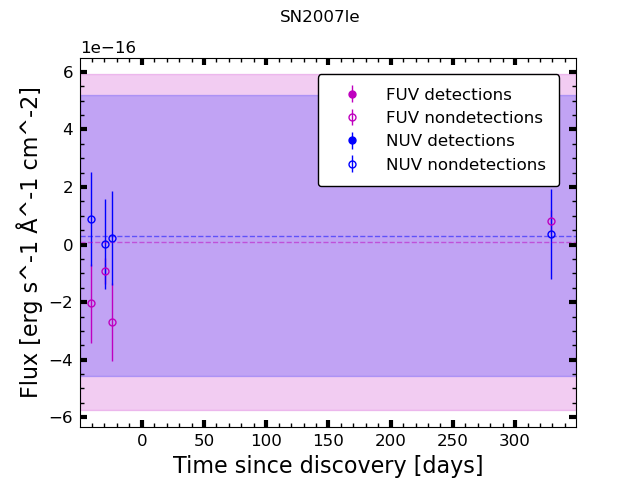 SN2007le
1e−16
6
4
2
0
−2
−4
−6
Flux [erg s^-1 Å^-1 cm^-2]
FUV detections
FUV nondetections
NUV detections
NUV nondetections
0 50 100 150 200 250 300
Time since discovery [days]